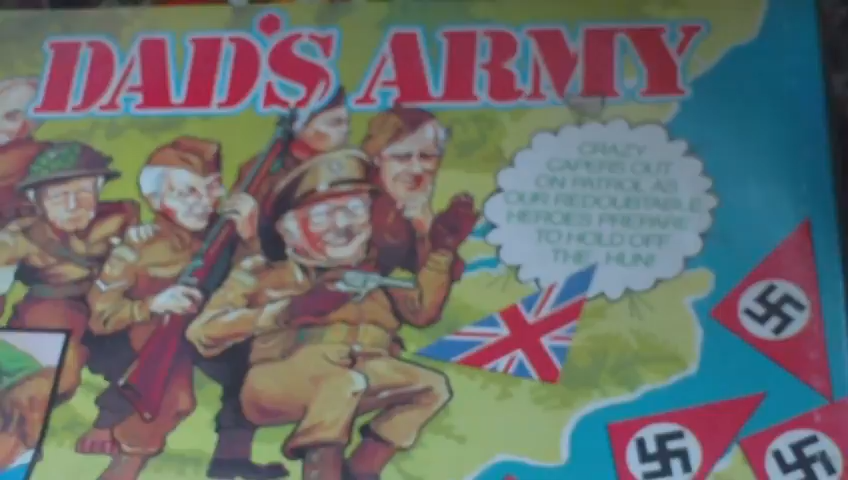 DAD'S ARMY
CRAZY
CAPERS OUT
ON PATROL AS
OUR REDOUBTABLE
HEROES PREPARE
TO HOLD OFF
THE HUN!